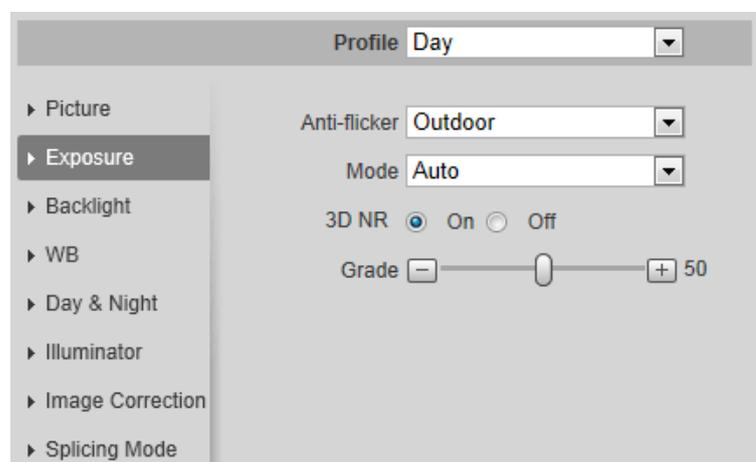 Profile Day
Picture
Anti-flicker Outdoor
Exposure
Mode Auto
Backlight
3D NR On Off
WB
Grade 50
Day & Night
Illuminator
Image Correction
Splicing Mode